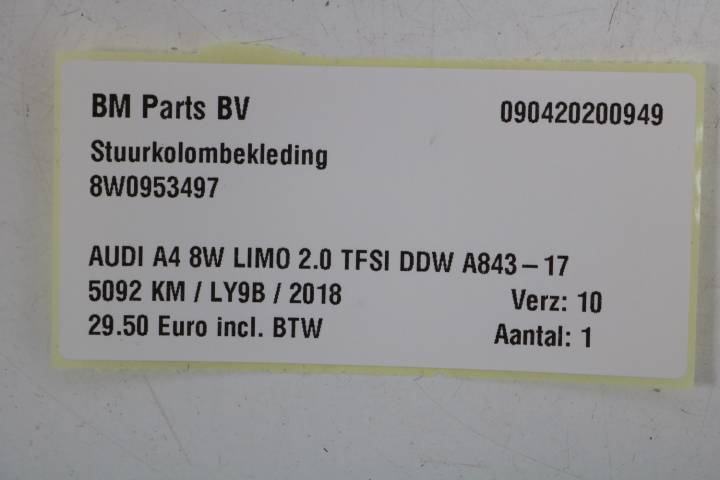 BM Parts BV 090420200949
Stuurkolombekleding
8W0953497
AUDI A4 8W LIMO 2.0 TFSI DDW A843-17
5092 KM / LY9B / 2018 Verz: 10
29.50 Euro incl. BTW Aantal: 1